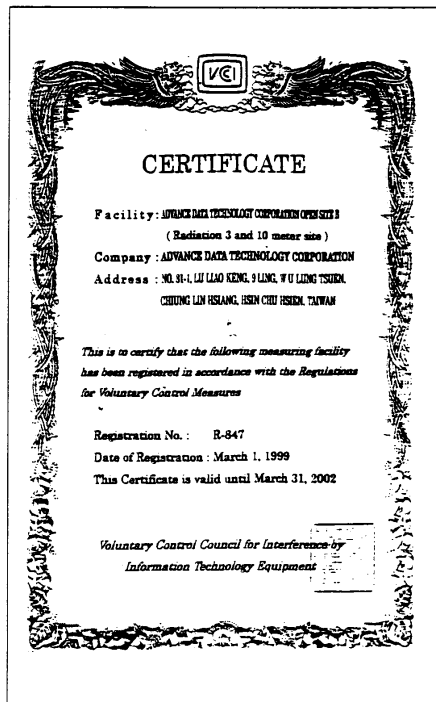 VCI
CERTIFICATE
Facility : ADVANCE DATA TECHNOLOGY CORPORATION OPEN SITE B
( Radiation 3 and 10 meter site )
Company : ADVANCE DATA TECHNOLOGY CORPORATION
Address : NO. 81-1, LU LIAO KENG, 9 LING, WU LUNG TSUEN,
CHIUNG LIN HSIANG, HSIN CHU HSIEN, TAIWAN
This is to certify that the following measuring facility
has been registered in accordance with the Regulations
for Voluntary Control Measures
Registration No. : R-847
Date of Registration : March 1, 1999
This Certificate is valid until March 31, 2002
Voluntary Control Council for Interference by
Information Technology Equipment